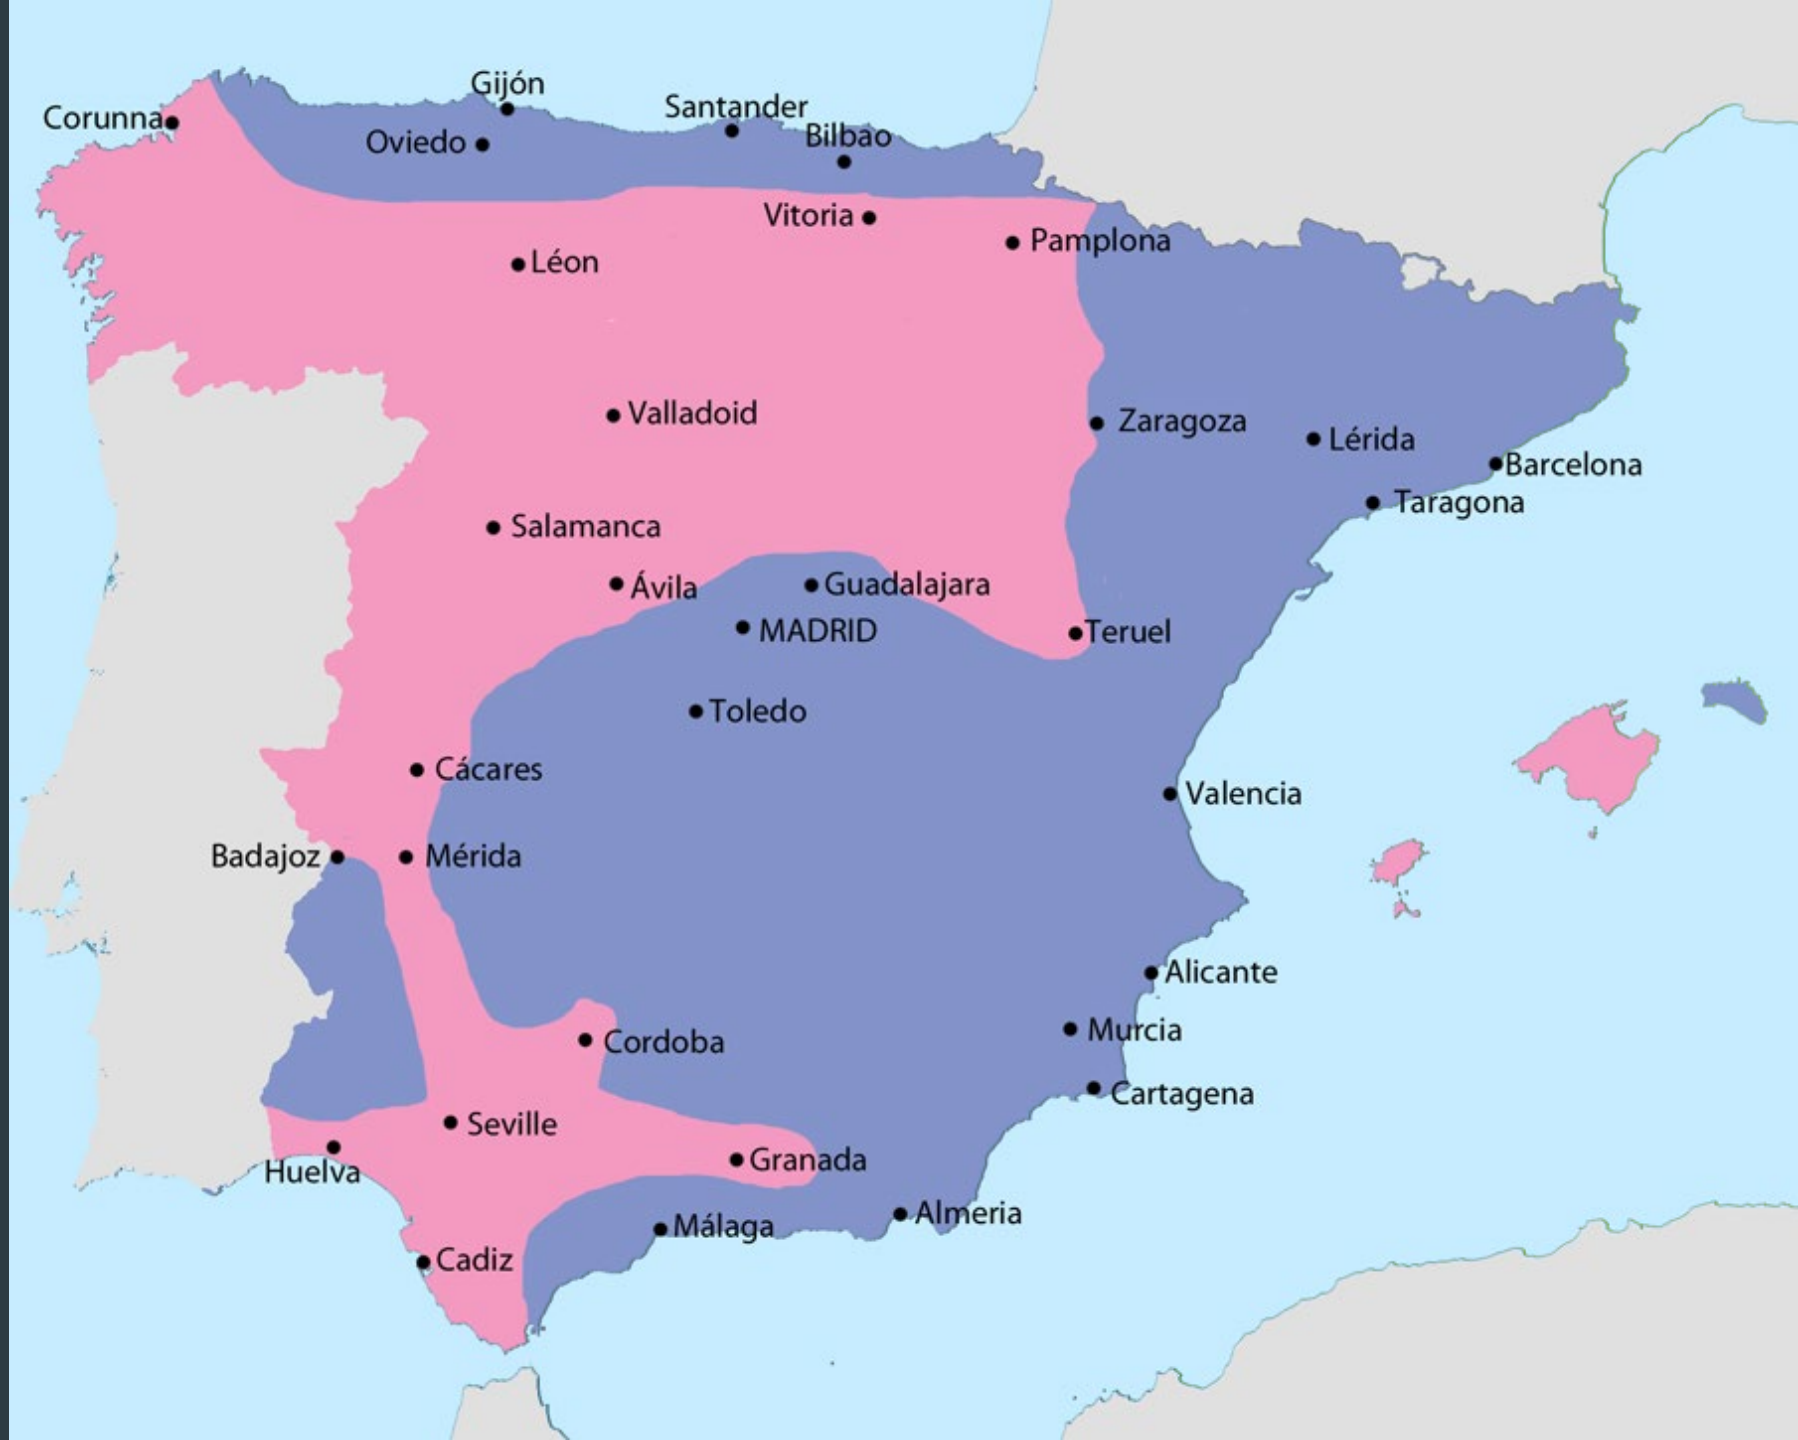 Gijón
Corunna
Santander
Oviedo
Bilbao
Vitoria
Pamplona
Léon
Valladoid
Zaragoza
Lérida
Barcelona
Taragona
Salamanca
Ávila
Guadalajara
MADRID
Teruel
Toledo
Cácares
Valencia
Badajoz
Mérida
Alicante
Murcia
Cordoba
Cartagena
Seville
Huelva
Granada
Almeria
Málaga
Cadiz